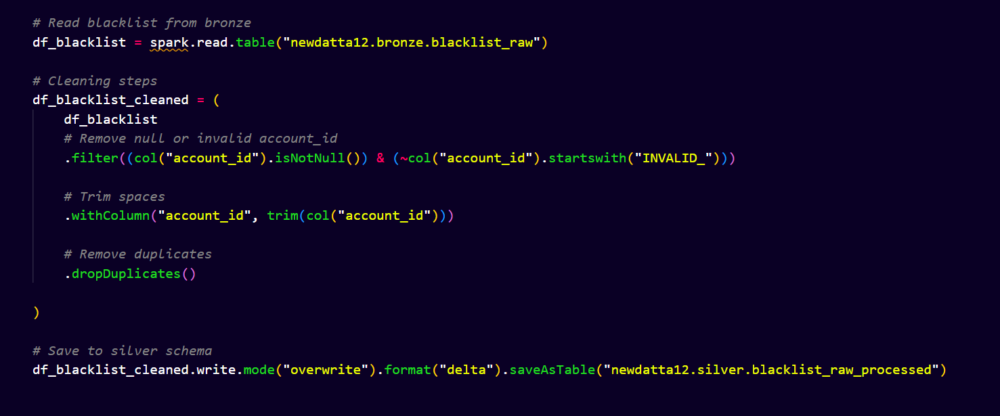 # Read blacklist from bronze
df_blacklist = spark.read.table("newdatta12.bronze.blacklist_raw")
# Cleaning steps
df_blacklist_cleaned = (
    df_blacklist
    # Remove null or invalid account_id
    .filter((col("account_id").isNotNull()) & (~col("account_id").startswith("INVALID_")))
    # Trim spaces
    .withColumn("account_id", trim(col("account_id")))
    # Remove duplicates
    .dropDuplicates()
)
# Save to silver schema
df_blacklist_cleaned.write.mode("overwrite").format("delta").saveAsTable("newdatta12.silver.blacklist_raw_processed")